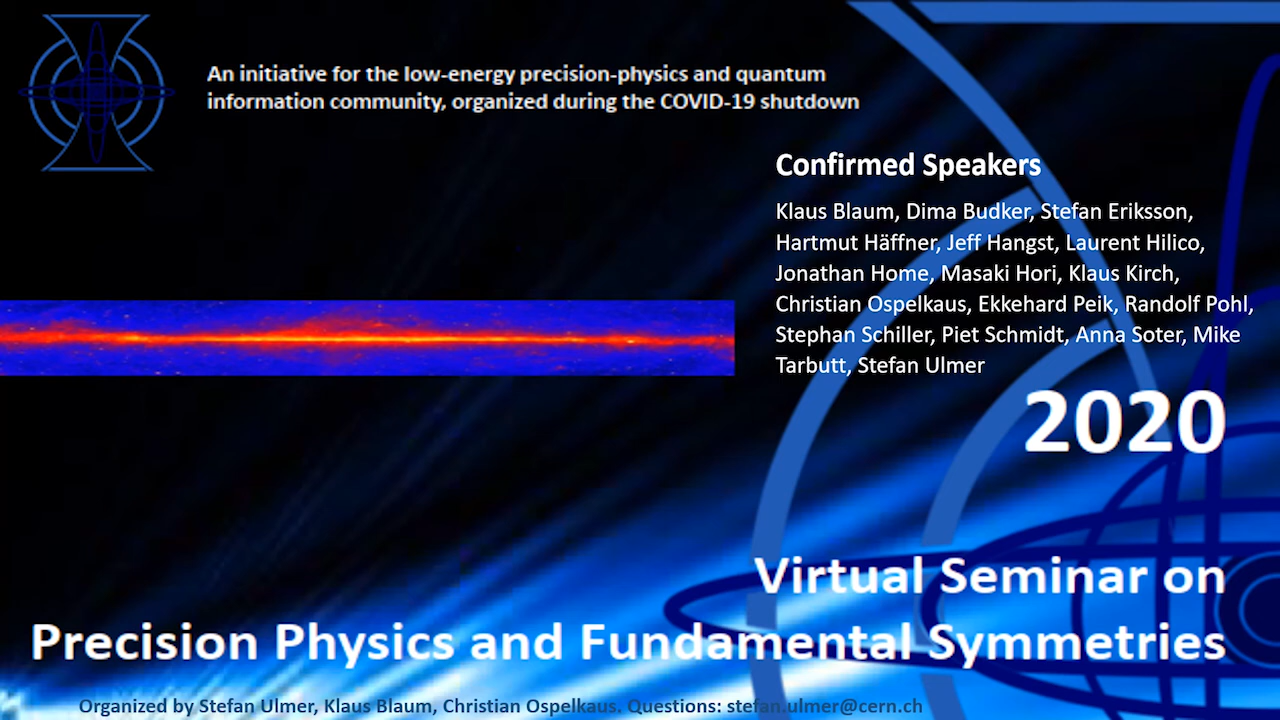 An initiative for the low-energy precision-physics and quantum
information community, organized during the COVID-19 shutdown
Confirmed Speakers
Klaus Blaum, Dima Budker, Stefan Eriksson,
Hartmut Häffner, Jeff Hangst, Laurent Hilico,
Jonathan Home, Masaki Hori, Klaus Kirch,
Christian Ospelkaus, Ekkehard Peik, Randolf Pohl,
Stephan Schiller, Piet Schmidt, Anna Soter, Mike
Tarbutt, Stefan Ulmer
2020
Virtual Seminar on
Precision Physics and Fundamental Symmetries
Organized by Stefan Ulmer, Klaus Blaum, Christian Ospelkaus. Questions: stefan.ulmer@cern.ch